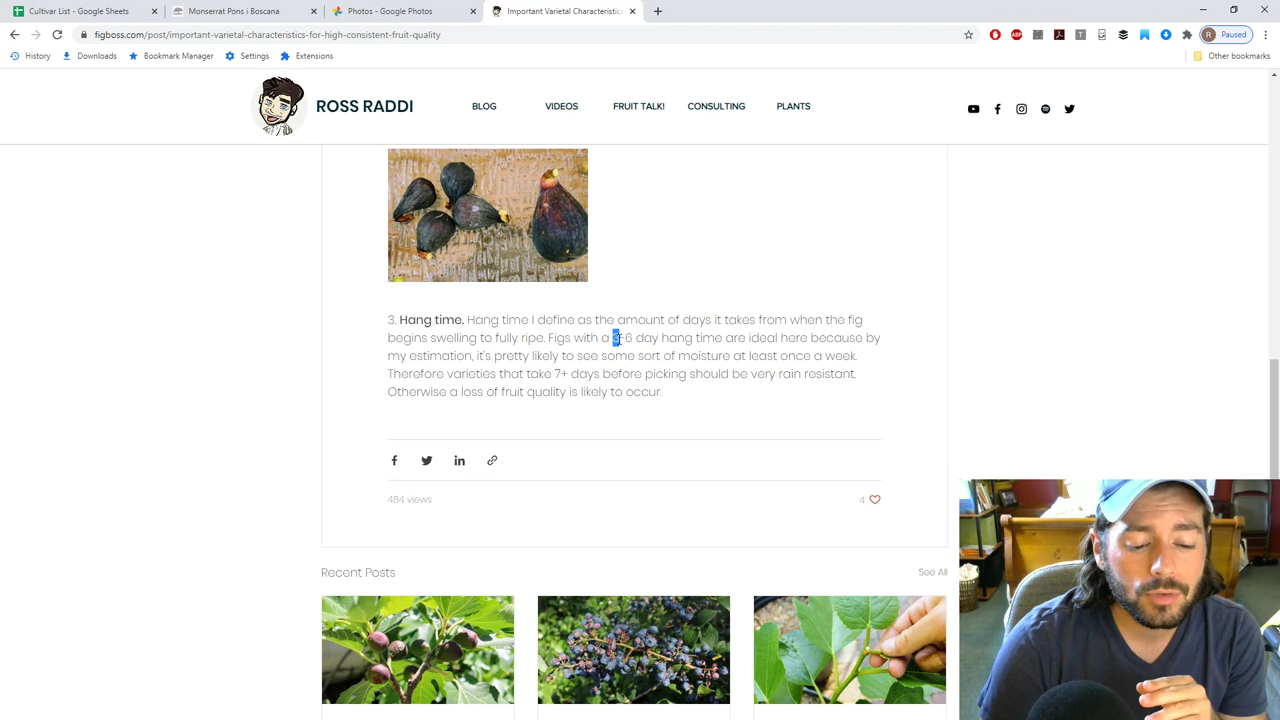 Cultivar List - Google Sheets
Monserrat Pons i Boscana
Photos - Google Photos
Important Varietal Characteristics
figboss.com/post/important-varietal-characteristics-for-high-consistent-fruit-quality
ABP
T
R Paused
History Downloads Bookmark Manager Settings Extensions Other bookmarks
ROSS RADDI
BLOG VIDEOS FRUIT TALK! CONSULTING PLANTS
3. Hang time. Hang time I define as the amount of days it takes from when the fig
begins swelling to fully ripe. Figs with a 3-6 day hang time are ideal here because by
my estimation, it's pretty likely to see some sort of moisture at least once a week.
Therefore varieties that take 7+ days before picking should be very rain resistant.
Otherwise a loss of fruit quality is likely to occur.
484 views
4
Recent Posts
See All